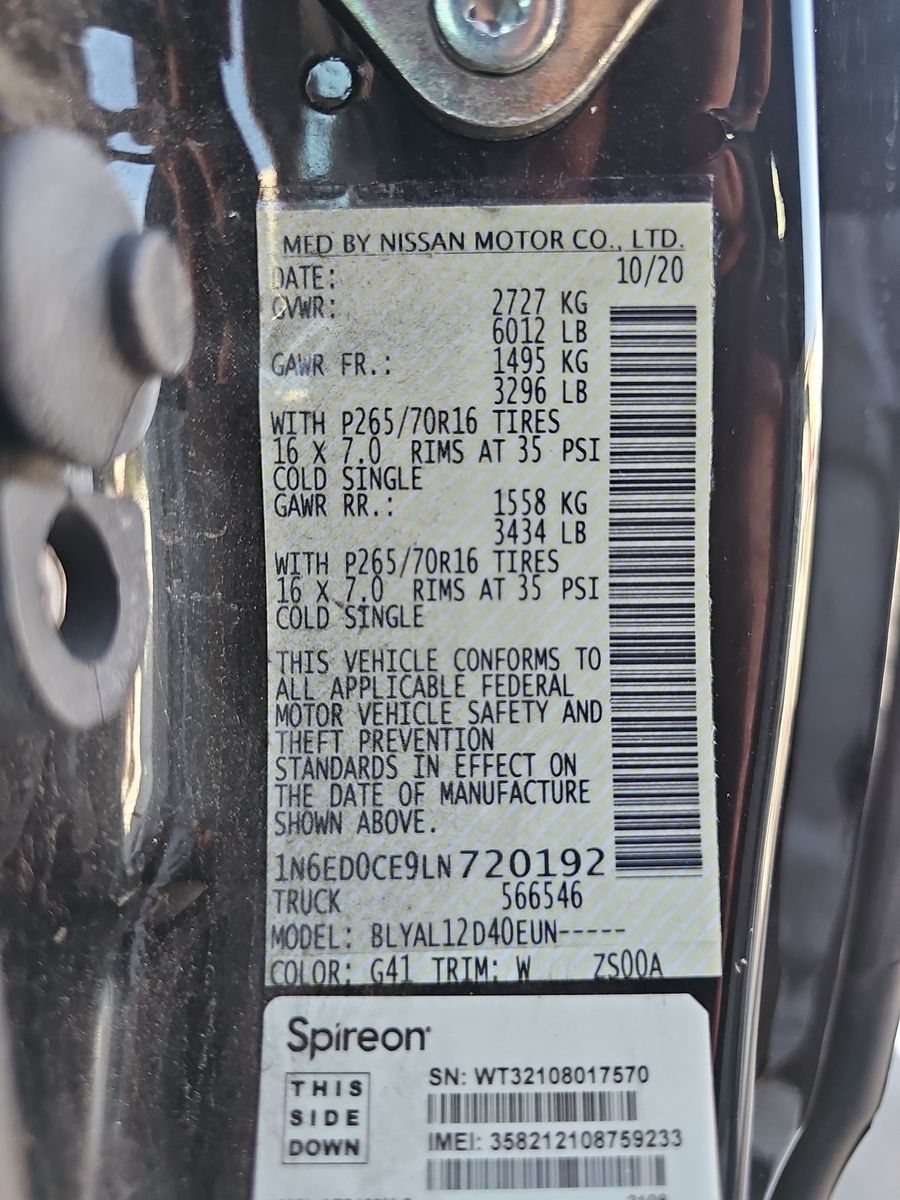 MFD BY NISSAN MOTOR CO., LTD.
DATE: 10/20
GVWR: 2727 KG
6012 LB
GAWR FR.: 1495 KG
3296 LB
WITH P265/70R16 TIRES
16 X 7.0 RIMS AT 35 PSI
COLD SINGLE
GAWR RR.: 1558 KG
3434 LB
WITH P265/70R16 TIRES
16 X 7.0 RIMS AT 35 PSI
COLD SINGLE
THIS VEHICLE CONFORMS TO
ALL APPLICABLE FEDERAL
MOTOR VEHICLE SAFETY AND
THEFT PREVENTION
STANDARDS IN EFFECT ON
THE DATE OF MANUFACTURE
SHOWN ABOVE.
1N6ED0CE9LN720192
TRUCK 566546
MODEL: BLYAL12D40EUN-----
COLOR: G41 TRIM: W ZS00A
Spireon
THIS
SIDE
DOWN
SN: WT32108017570
IMEI: 358212108759233